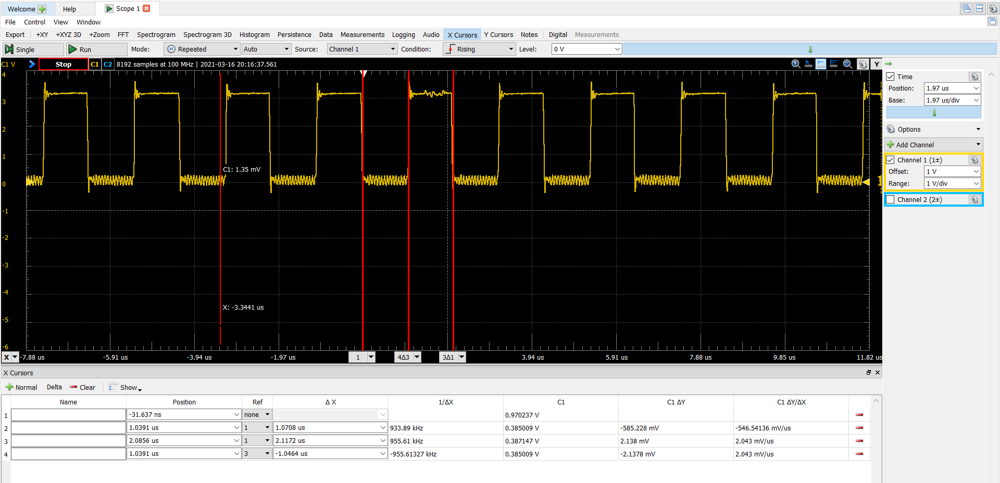 Welcome Help Scope 1
File Control View Window
Export +XY +XYZ 3D +Zoom FFT Spectrogram Spectrogram 3D Histogram Persistence Data Measurements Logging Audio X Cursors Y Cursors Notes Digital Measurements
Single Run Mode: Repeated Auto Source: Channel 1 Condition: Rising Level: 0 V
C1 V Stop C1 C2 8192 samples at 100 MHz | 2021-03-16 20:16:37.561 Y
4
3
2
1
0
-1
-2
-3
-4
-5
-6
C1: 1.35 mV
X: -3.3441 us
X -7.88 us -5.91 us -3.94 us -1.97 us 1 4Δ3 3Δ1 3.94 us 5.91 us 7.88 us 9.85 us 11.82 us
Time
Position: 1.97 us
Base: 1.97 us/div
Options
Add Channel
Channel 1 (1±)
Offset: 1 V
Range: 1 V/div
Channel 2 (2±)
X Cursors
Normal Delta Clear Show
Name Position Ref Δ X 1/ΔX C1 C1 ΔY C1 ΔY/ΔX
1 -31.637 ns none 0.970237 V
2 1.0391 us 1 1.0708 us 933.89 kHz 0.385009 V -585.228 mV -546.54136 mV/us
3 2.0856 us 1 2.1172 us 955.61 kHz 0.387147 V 2.138 mV 2.043 mV/us
4 1.0391 us 3 -1.0464 us -955.61327 kHz 0.385009 V -2.1378 mV 2.043 mV/us